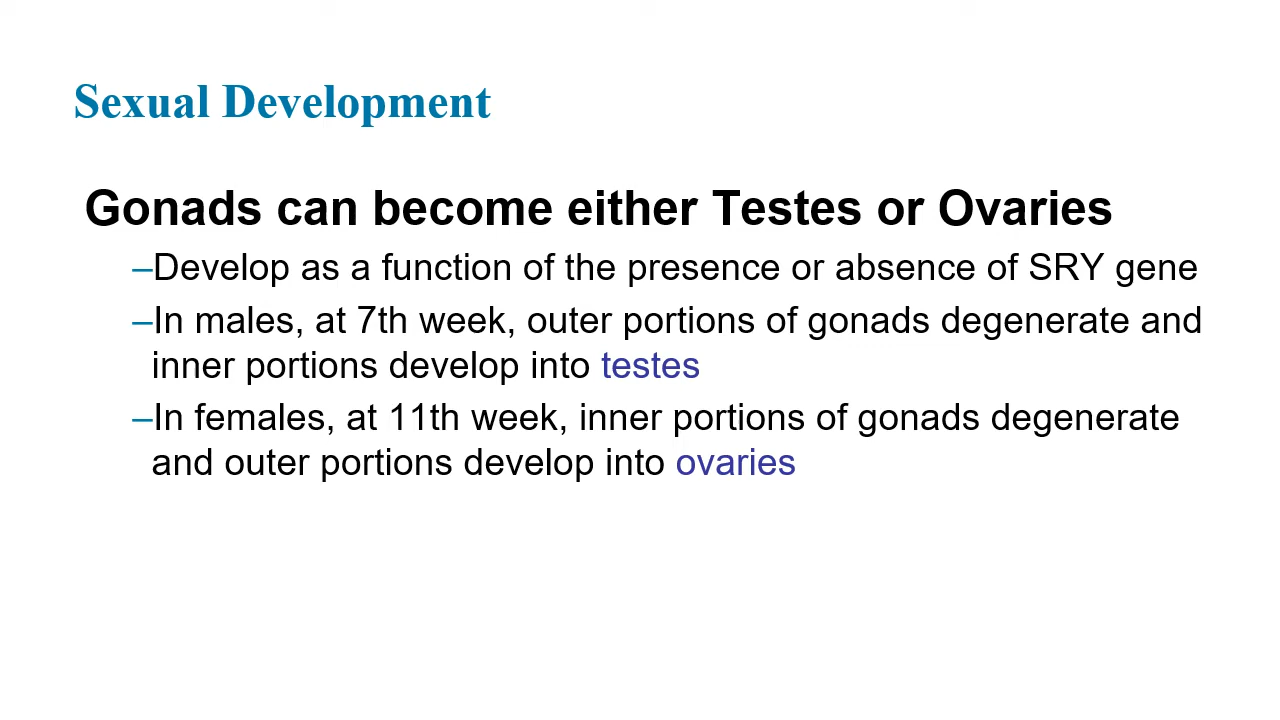 Sexual Development
Gonads can become either Testes or Ovaries
–Develop as a function of the presence or absence of SRY gene
–In males, at 7th week, outer portions of gonads degenerate and
inner portions develop into testes
–In females, at 11th week, inner portions of gonads degenerate
and outer portions develop into ovaries